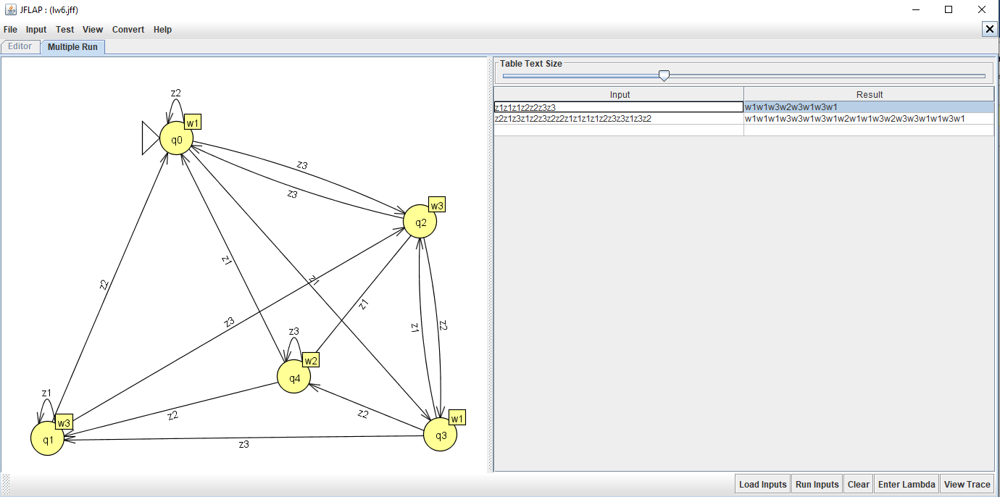 JFLAP : (lw6.jff)
File Input Test View Convert Help
Editor Multiple Run
Table Text Size
Input Result
z1z1z1z2z2z3z3 w1w1w3w2w3w1w3w1
z2z1z3z1z2z3z2z2z1z1z1z1z2z3z3z1z3z2 w1w1w1w3w3w1w3w1w2w1w1w3w2w3w3w1w1w3w1
z2
w1
q0
z3
z3
w3
q2
z1
z1
z2
z1
z3
z1
z2
z3
w2
q4
z1
w3
q1
z2
z2
w1
q3
z3
Load Inputs Run Inputs Clear Enter Lambda View Trace